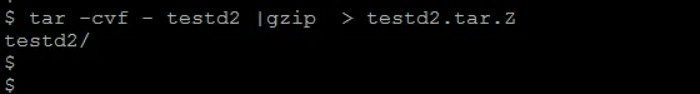 $ tar -cvf - testd2 |gzip  > testd2.tar.Z
testd2/
$
$